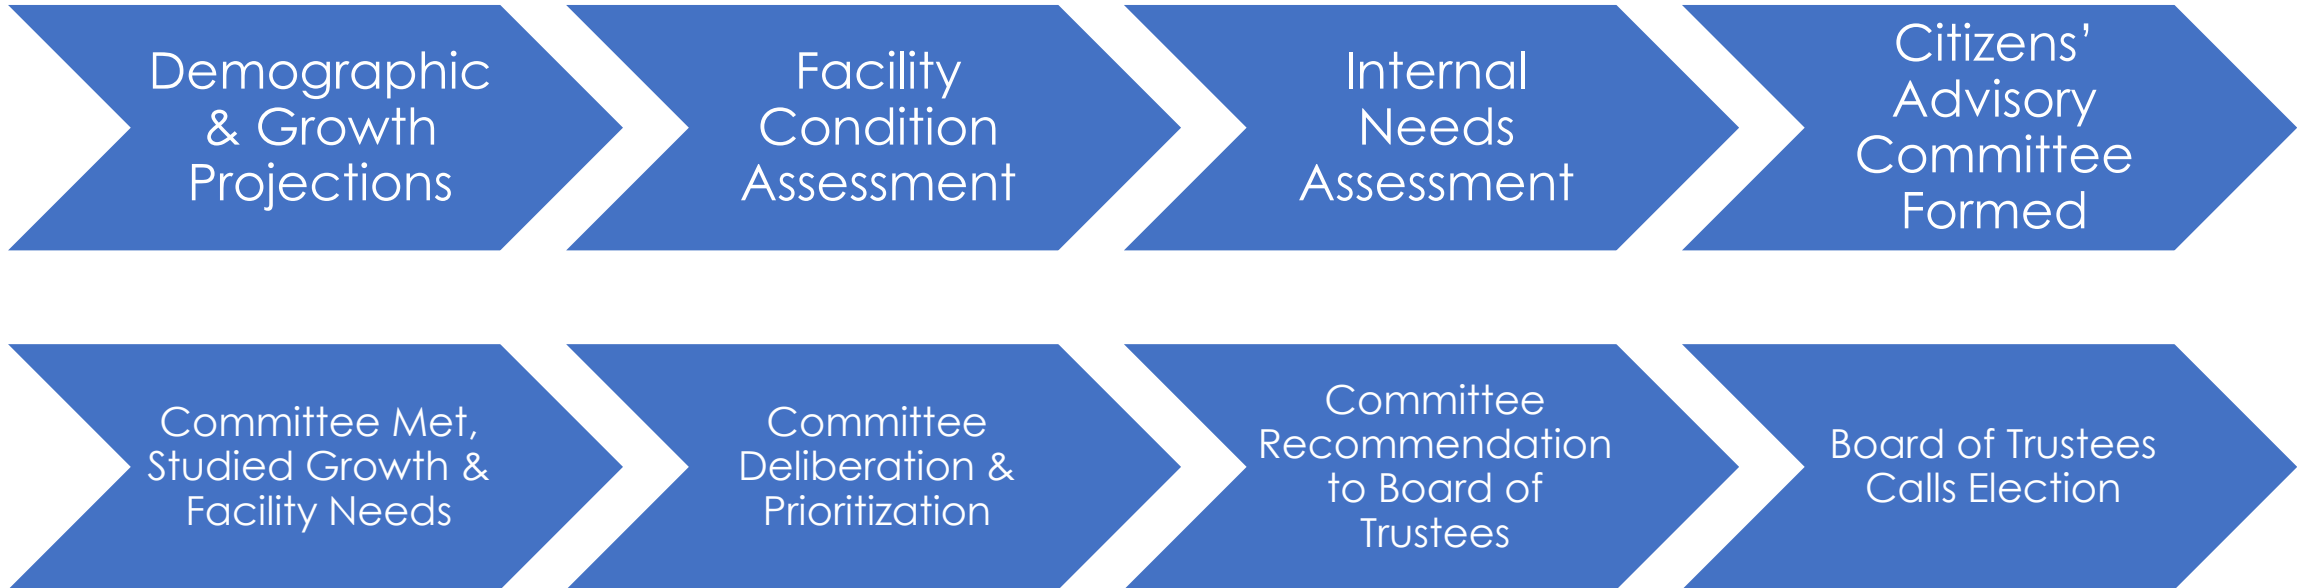 Demographic
& Growth
Projections
Facility
Condition
Assessment
Internal
Needs
Assessment
Citizens’
Advisory
Committee
Formed
Committee Met,
Studied Growth &
Facility Needs
Committee
Deliberation &
Prioritization
Committee
Recommendation
to Board of
Trustees
Board of Trustees
Calls Election